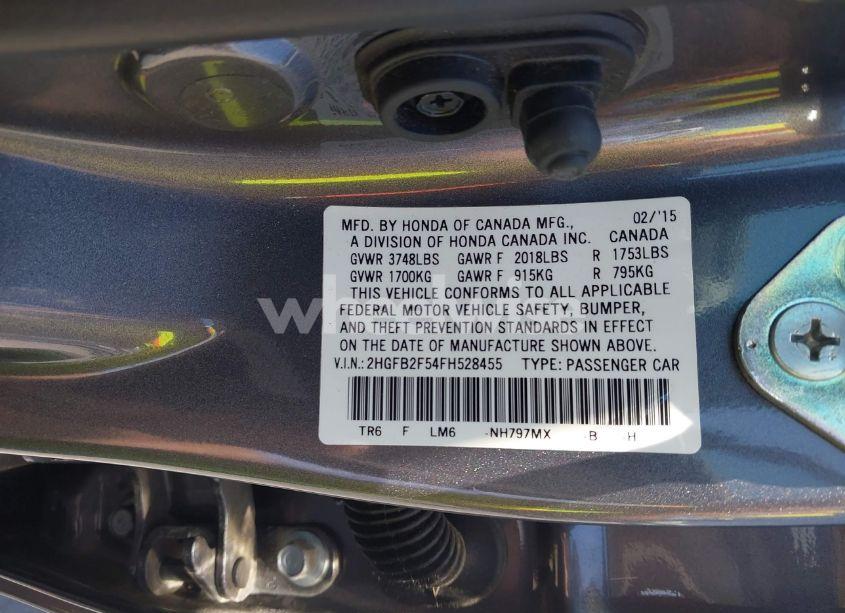 MFD. BY HONDA OF CANADA MFG., 02/'15
A DIVISION OF HONDA CANADA INC. CANADA
GVWR 3748LBS GAWR F 2018LBS R 1753LBS
GVWR 1700KG GAWR F 915KG R 795KG
THIS VEHICLE CONFORMS TO ALL APPLICABLE
FEDERAL MOTOR VEHICLE SAFETY, BUMPER,
AND THEFT PREVENTION STANDARDS IN EFFECT
ON THE DATE OF MANUFACTURE SHOWN ABOVE.
V.I.N.: 2HGFB2F54FH528455 TYPE: PASSENGER CAR
TR6 F LM6 -NH797MX -B -H